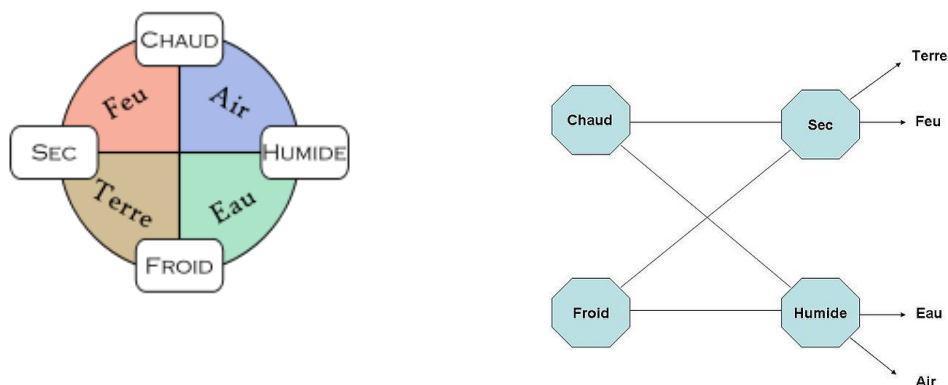 CHAUD
Feu
Air
SEC
HUMIDE
Terre
Eau
FROID
Terre
Chaud
Sec
Feu
Froid
Humide
Eau
Air